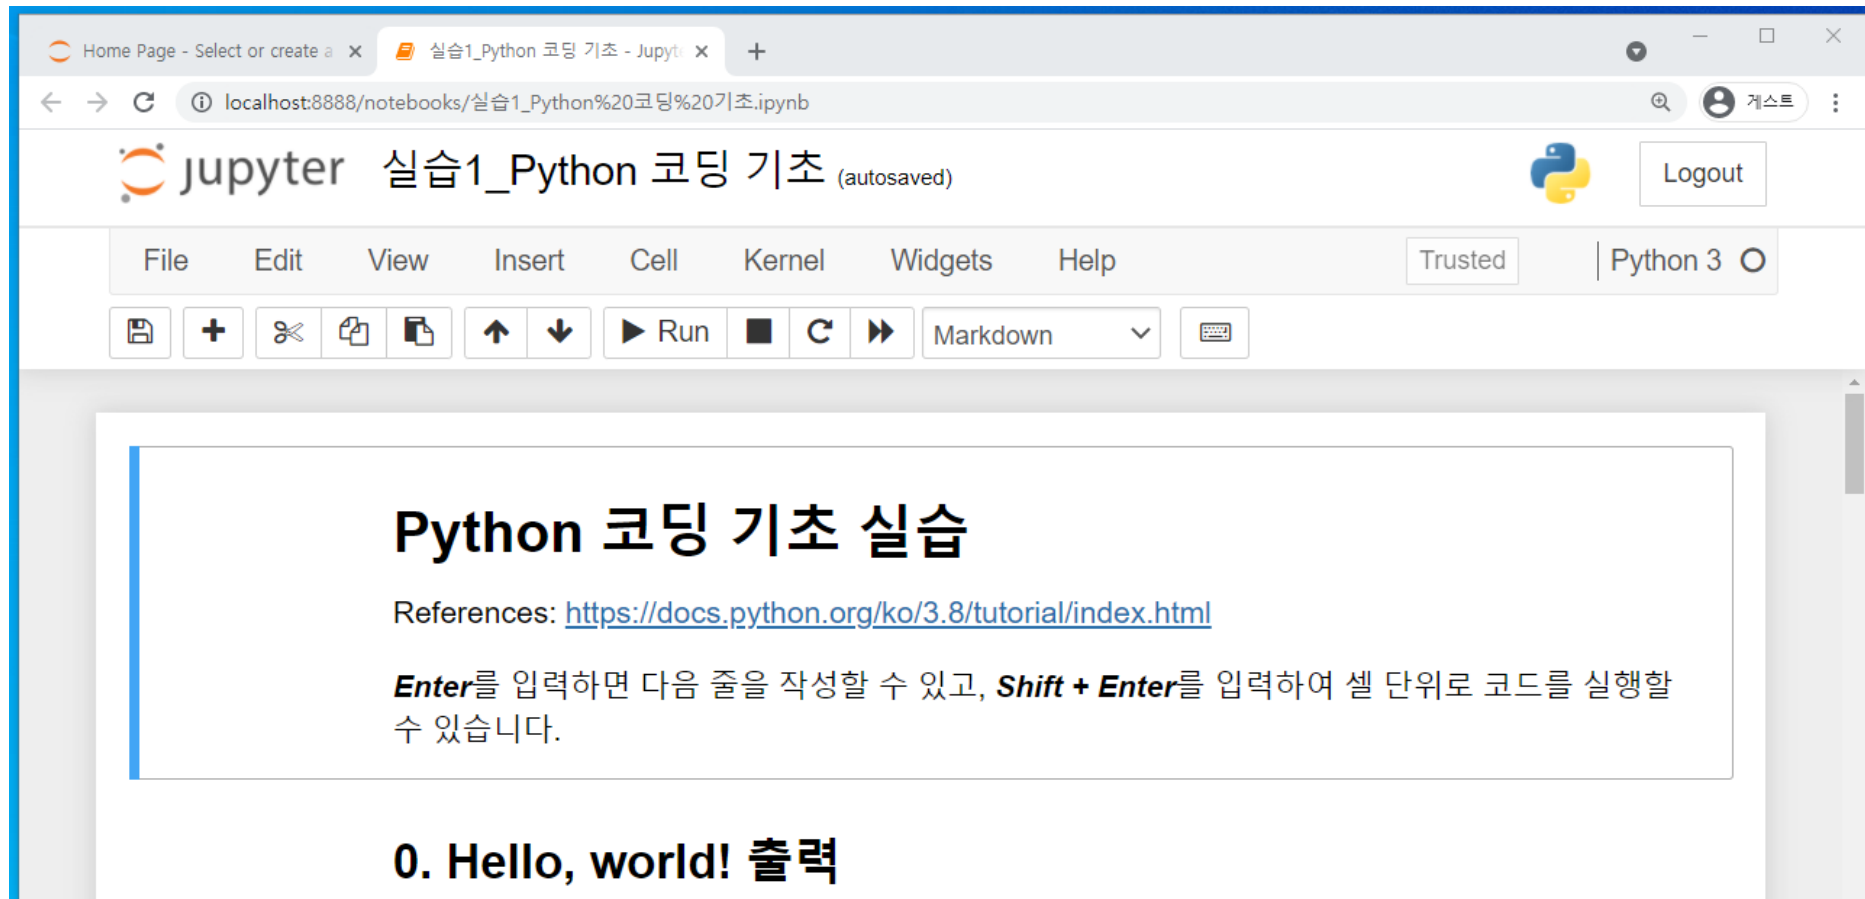 Home Page - Select or create a
실습1_Python 코딩 기초 - Jupyt
localhost:8888/notebooks/실습1_Python%20코딩%20기초.ipynb
게스트
jupyter 실습1_Python 코딩 기초 (autosaved)
Logout
File Edit View Insert Cell Kernel Widgets Help
Trusted
Python 3
Run
Markdown
Python 코딩 기초 실습
References: https://docs.python.org/ko/3.8/tutorial/index.html
Enter를 입력하면 다음 줄을 작성할 수 있고, Shift + Enter를 입력하여 셀 단위로 코드를 실행할
수 있습니다.
0. Hello, world! 출력